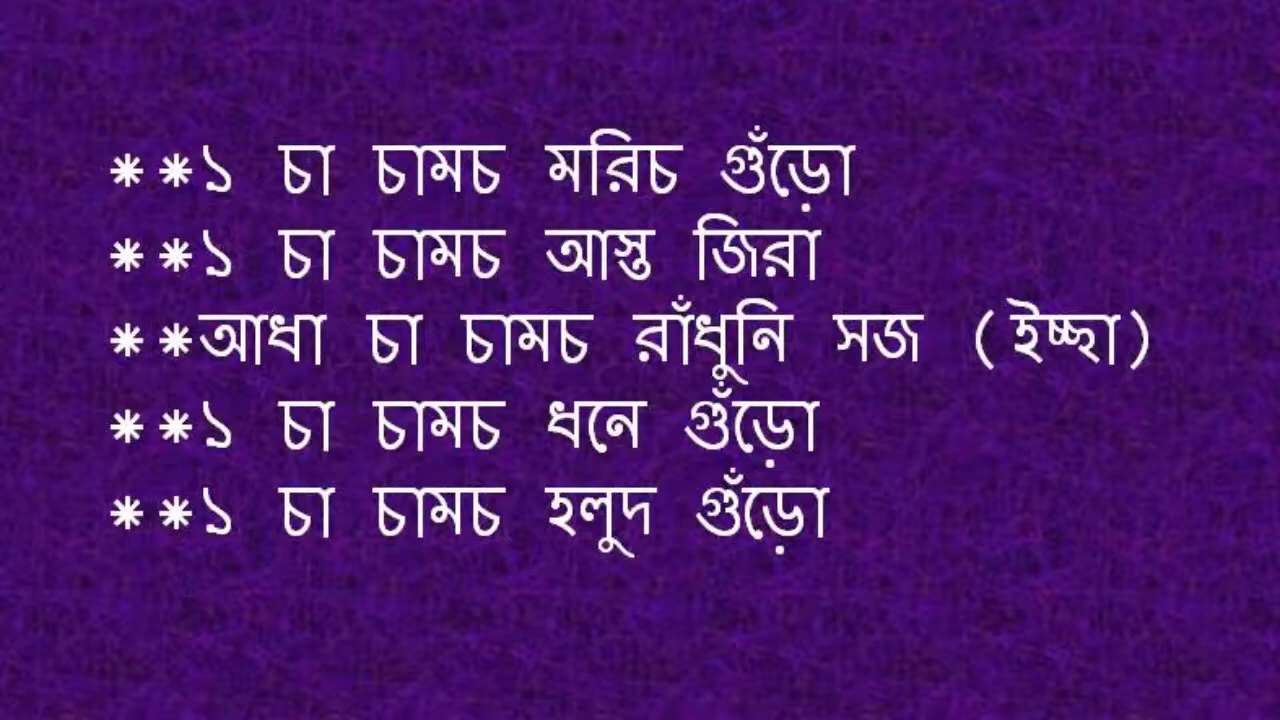 **১ চা চামচ মরিচ গুঁড়ো
**১ চা চামচ আস্ত জিরা
**আধা চা চামচ রাঁধুনি সজ (ইচ্ছা)
**১ চা চামচ ধনে গুঁড়ো
**১ চা চামচ হলুদ গুঁড়ো